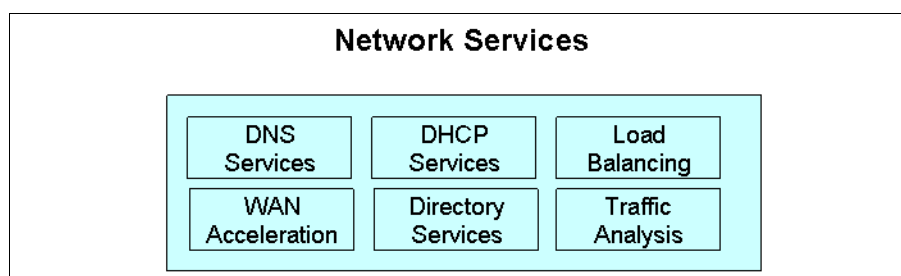 Network Services
DNS
Services
DHCP
Services
Load
Balancing
WAN
Acceleration
Directory
Services
Traffic
Analysis